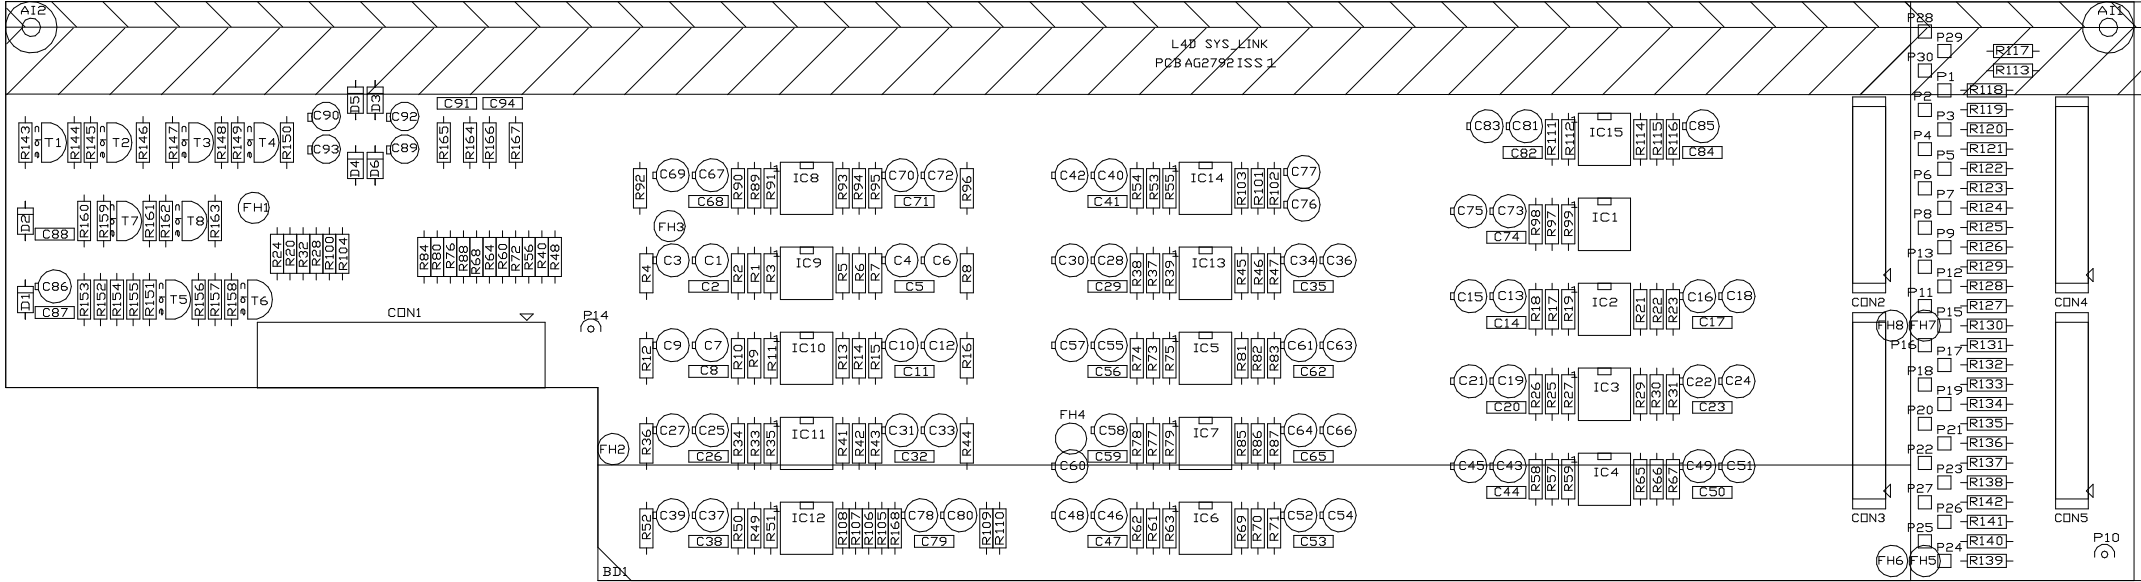 AI2
AI1
P28
L4D SYS_LINK
P29
R117
PCB AG2792 ISS 1
P30
R113
P1
R118
D5 D3
C91 C94
P2
R119
C90 C92
P3
R120
C83 C81 R111 R112 IC15 R114 R115 R116 C85
R143 T1 R144 R145 T2 R146 R147 T3 R148 R149 T4 R150
R165 R164 R166 R167
P4
R121
C93 C89
C82 C84
P5
R122
D4 D6
P6
R123
R92 C69 C67 R90 R89 R91 IC8 R93 R94 R95 C70 C72 R96
C42 C40 R54 R53 R55 IC14 R103 R101 R102 C77
C68 C71 C41 C76
P7
R124
D2 R160 R159 T7 R161 R162 T8 R163 FH1
C75 C73 R98 R97 R99 IC1
P8
R125
FH3
C88
C74
P9
R126
R24 R20 R32 R28 R100 R104
R84 R80 R76 R88 R68 R64 R60 R72 R56 R40 R48
P13
R129
R4 C3 C1 R2 R1 R3 IC9 R5 R6 R7 C4 C6 R8
C30 C28 R38 R37 R39 IC13 R45 R46 R47 C34 C36
P12
R128
C2 C5 C29 C35
D1 C86 R153 R152 R154 R155 R151 T5 R156 R157 R158 T6
C15 C13 R18 R17 R19 IC2 R21 R22 R23 C16 C18
CON2
P11
R127
CON4
C87
CON1
P14
C14 C17
P15
FH8 FH7
R130
P16
R131
R12 C9 C7 R10 R9 R11 IC10 R13 R14 R15 C10 C12 R16
C57 C55 R74 R73 R75 IC5 R81 R82 R83 C61 C63
P17
R132
C8 C11 C56 C62
P18
R133
C21 C19 R26 R25 R27 IC3 R29 R30 R31 C22 C24
P19
R134
C20 C23
P20
R135
FH4
R36 C27 C25 R34 R33 R35 IC11 R41 R42 R43 C31 C33 R44
C58 R78 R77 R79 IC7 R85 R86 R87 C64 C66
P21
R136
FH2
C26 C32 C59 C65
P22
R137
C60
C45 C43 R58 R57 R59 IC4 R65 R66 R67 C49 C51
P23
R138
C44 C50
P27
R142
CON3
P26
R141
CON5
R52 C39 C37 R50 R49 R51 IC12 R108 R107 R106 R105 R168 C78 C80 R109 R110
C48 C46 R62 R61 R63 IC6 R69 R70 R71 C52 C54
P25
R140
P10
C38 C79 C47 C53
P24
FH6 FH5
R139
BD1